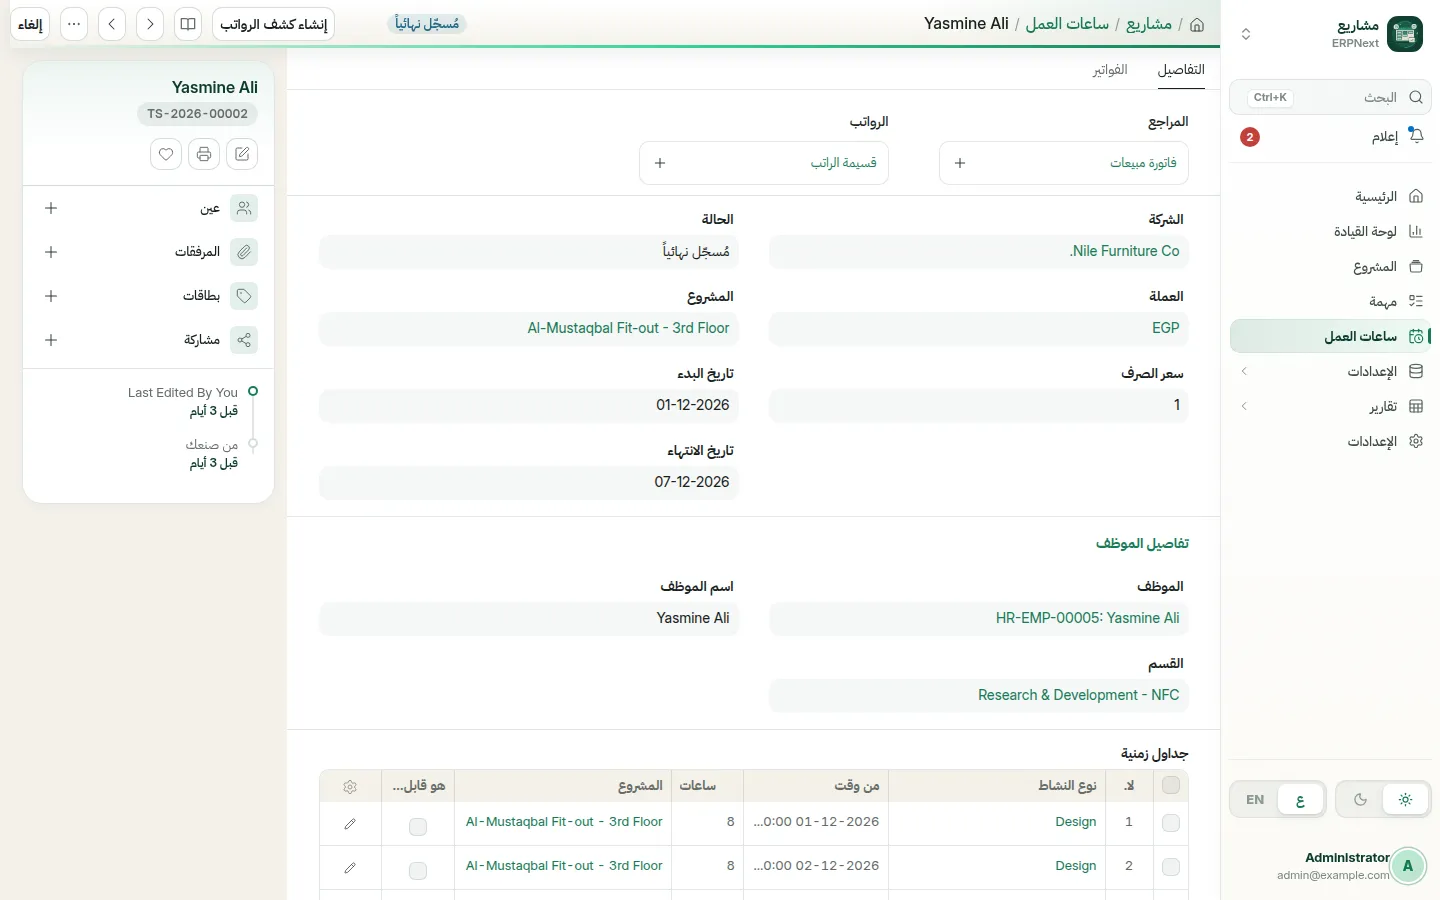 مشاريع
ERPNext
البحث
Ctrl+K
إعلام
2
الرئيسية
لوحة القيادة
المشروع
مهمة
ساعات العمل
الإعدادات
تقارير
الإعدادات
EN
ع
Administrator
admin@example.com
A
مشاريع / ساعات العمل / Yasmine Ali
مُسجّل نهائياً
إنشاء كشف الرواتب
إلغاء
التفاصيل
الفواتير
المراجع
الرواتب
فاتورة مبيعات
قسيمة الراتب
الشركة
الحالة
Nile Furniture Co.
مُسجّل نهائياً
العملة
المشروع
EGP
Al-Mustaqbal Fit-out - 3rd Floor
سعر الصرف
تاريخ البدء
1
01-12-2026
تاريخ الانتهاء
07-12-2026
تفاصيل الموظف
الموظف
اسم الموظف
HR-EMP-00005: Yasmine Ali
Yasmine Ali
القسم
Research & Development - NFC
جداول زمنية
لا. نوع النشاط من وقت ساعات المشروع هو قابل...
1 Design 01-12-2026 0:00... 8 Al-Mustaqbal Fit-out - 3rd Floor
2 Design 02-12-2026 0:00... 8 Al-Mustaqbal Fit-out - 3rd Floor
Yasmine Ali
TS-2026-00002
عين
المرفقات
بطاقات
مشاركة
Last Edited By You
قبل 3 أيام
من صنعك
قبل 3 أيام